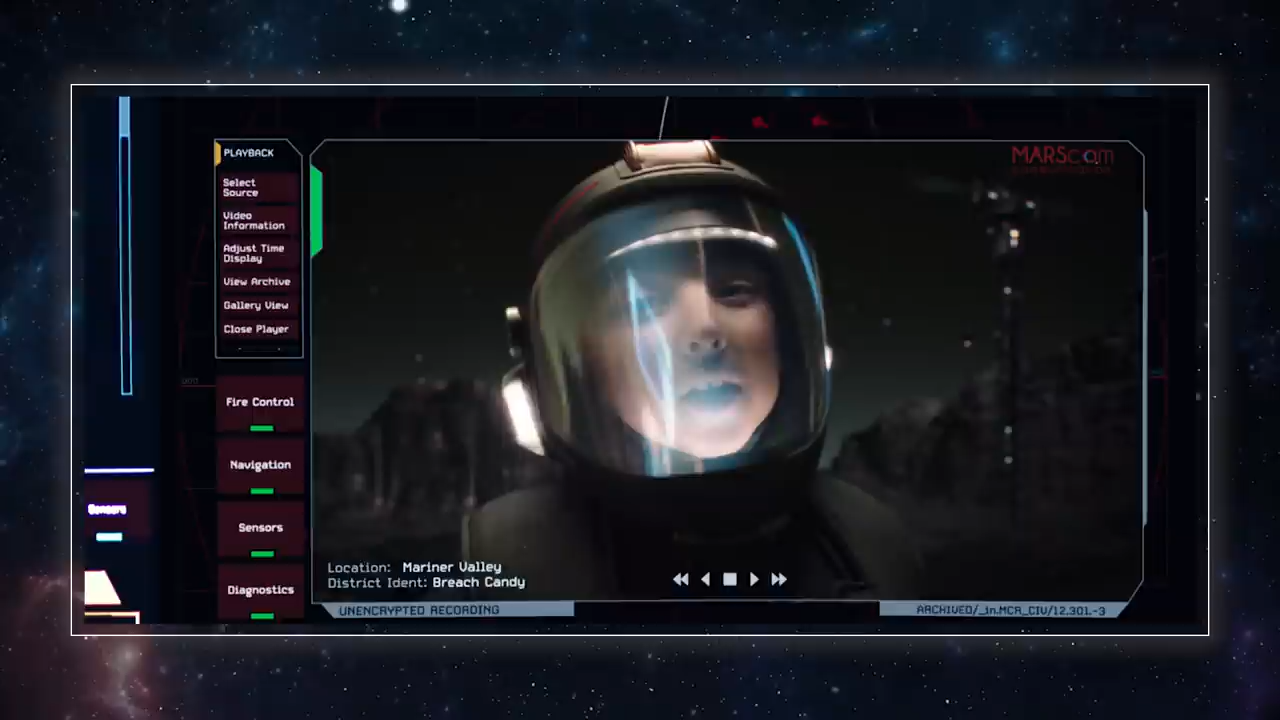 PLAYBACK
Select
Source
Video
Information
Adjust Time
Display
View Archive
Gallery View
Close Player
Fire Control
Navigation
Sensors
Diagnostics
Sensors
MARScom
Location: Mariner Valley
District Ident: Breach Candy
UNENCRYPTED RECORDING
ARCHIVED/_in.MCR_CIV/12.301.-3